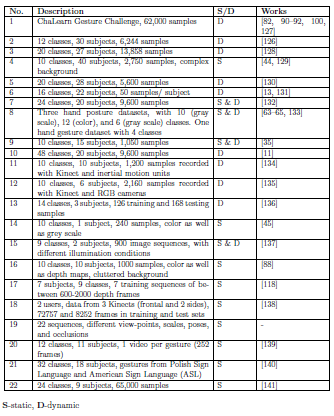 No. Description S/D Works
1 ChaLearn Gesture Challenge, 62,000 samples D [82, 90–92, 100,
127]
2 12 classes, 30 subjects, 6,244 samples D [126]
3 20 classes, 27 subjects, 13,858 samples D [128]
4 10 classes, 40 subjects, 2,750 samples, complex S [44, 129]
background
5 20 classes, 28 subjects, 5,600 samples D [130]
6 16 classes, 22 subjects, 50 samples/ subject D [13, 131]
7 24 classes, 20 subjects, 9,600 samples S & D [132]
8 Three hand posture datasets, with 10 (gray S & D [63–65, 133]
scale), 12 (color), and 6 (gray scale) classes. One
hand gesture dataset with 4 classes
9 10 classes, 15 subjects, 1,050 samples S & D [35]
10 48 classes, 20 subjects, 9,600 samples D [11]
11 10 classes, 10 subjects, 1,200 samples recorded D [134]
with Kinect and inertial motion units
12 10 classes, 6 subjects, 2,160 samples recorded D [135]
with Kinect and RGB cameras
13 14 classes, 3 subjects, 126 training and 168 testing D [136]
samples
14 10 classes, 1 subject, 240 samples, color as well S [45]
as grey scale
15 9 classes, 2 subjects, 900 image sequences, with S & D [137]
different illumination conditions
16 10 classes, 10 subjects, 1000 samples, color as well S [88]
as depth maps, cluttered background
17 7 subjects, 9 classes, 7 training sequences of be- S [118]
tween 600-2000 depth frames
18 2 users, data from 3 Kinects (frontal and 2 sides), S [138]
72757 and 8252 frames in training and test sets
19 22 sequences, different view-points, scales, poses, S -
and occlusions
20 12 classes, 11 subjects, 1 video per gesture (252 S [139]
frames)
21 32 classes, 18 subjects, gestures from Polish Sign S [140]
Language and American Sign Language (ASL)
22 24 classes, 9 subjects, 65,000 samples S [141]
S-static, D-dynamic